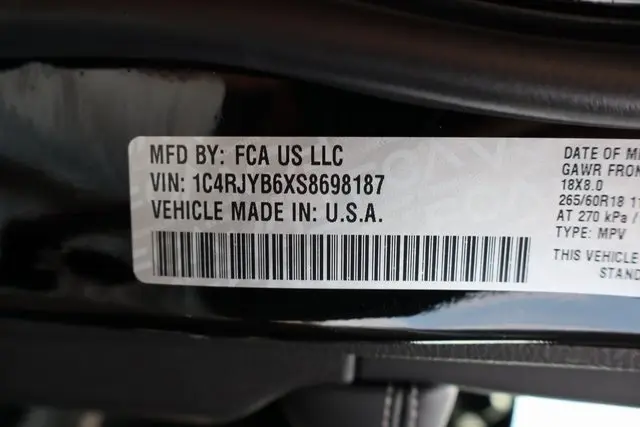 MFD BY: FCA US LLC
VIN: 1C4RJYB6XS8698187
VEHICLE MADE IN: U.S.A.
DATE OF M
GAWR FRON
18X8.0
265/60R18 11
AT 270 kPa /
TYPE: MPV
THIS VEHICLE
STAND